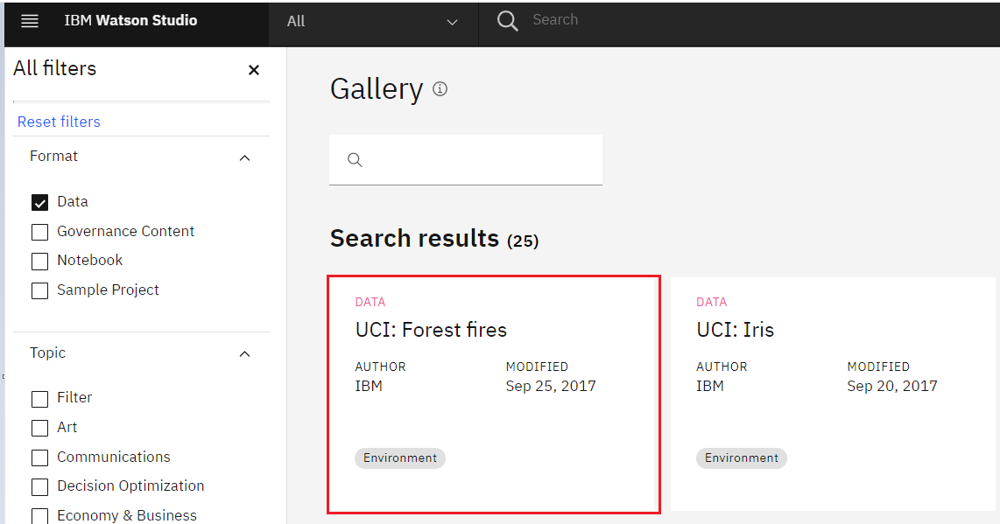 IBM Watson Studio
All
Search
All filters
Reset filters
Format
Data
Governance Content
Notebook
Sample Project
Topic
Filter
Art
Communications
Decision Optimization
Economy & Business
Gallery
Search results (25)
DATA
UCI: Forest fires
AUTHOR MODIFIED
IBM Sep 25, 2017
Environment
DATA
UCI: Iris
AUTHOR MODIFIED
IBM Sep 20, 2017
Environment